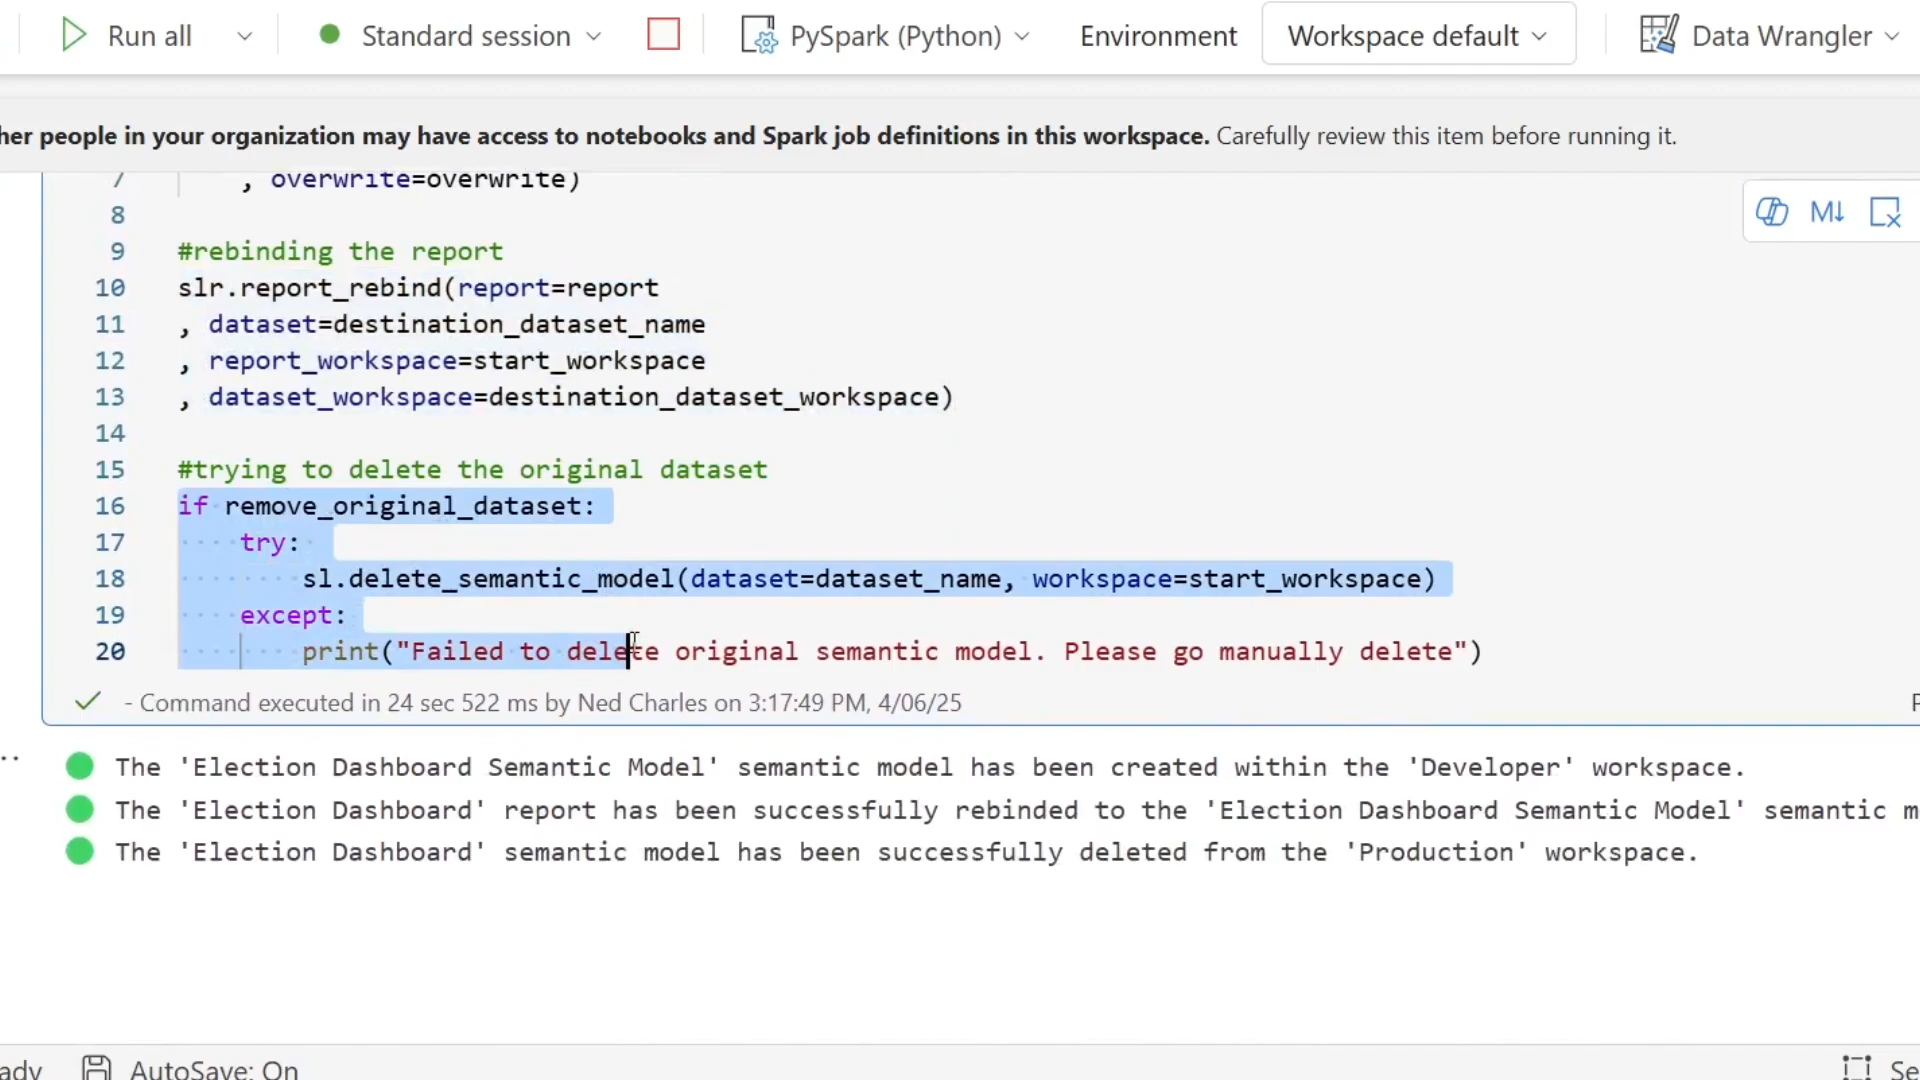 Run all
Standard session
PySpark (Python)
Environment
Workspace default
Data Wrangler
her people in your organization may have access to notebooks and Spark job definitions in this workspace. Carefully review this item before running it.
7 , overwrite=overwrite)
8
9 #rebinding the report
10 slr.report_rebind(report=report
11 , dataset=destination_dataset_name
12 , report_workspace=start_workspace
13 , dataset_workspace=destination_dataset_workspace)
14
15 #trying to delete the original dataset
16 if remove_original_dataset:
17 try:
18 sl.delete_semantic_model(dataset=dataset_name, workspace=start_workspace)
19 except:
20 print("Failed to delete original semantic model. Please go manually delete")
M↓
- Command executed in 24 sec 522 ms by Ned Charles on 3:17:49 PM, 4/06/25
The 'Election Dashboard Semantic Model' semantic model has been created within the 'Developer' workspace.
The 'Election Dashboard' report has been successfully rebinded to the 'Election Dashboard Semantic Model' semantic m
The 'Election Dashboard' semantic model has been successfully deleted from the 'Production' workspace.
ady
AutoSave: On
Se